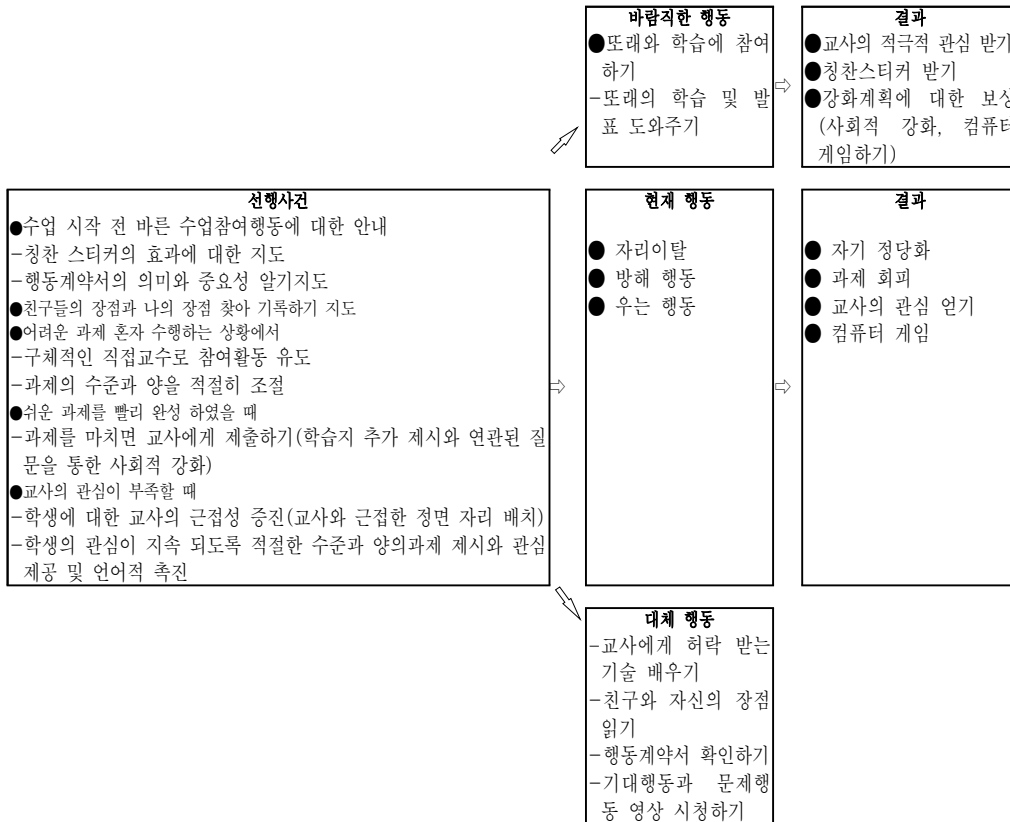 바람직한 행동
●또래와 학습에 참여
하기
-또래의 학습 및 발
표 도와주기
결과
●교사의 적극적 관심 받기
●칭찬스티커 받기
●강화계획에 대한 보상
(사회적 강화, 컴퓨터
게임하기)
선행사건
●수업 시작 전 바른 수업참여행동에 대한 안내
-칭찬 스티커의 효과에 대한 지도
-행동계약서의 의미와 중요성 알기지도
●친구들의 장점과 나의 장점 찾아 기록하기 지도
●어려운 과제 혼자 수행하는 상황에서
-구체적인 직접교수로 참여활동 유도
-과제의 수준과 양을 적절히 조절
●쉬운 과제를 빨리 완성 하였을 때
-과제를 마치면 교사에게 제출하기(학습지 추가 제시와 연관된 질
문을 통한 사회적 강화)
●교사의 관심이 부족할 때
-학생에 대한 교사의 근접성 증진(교사와 근접한 정면 자리 배치)
-학생의 관심이 지속 되도록 적절한 수준과 양의과제 제시와 관심
제공 및 언어적 촉진
현재 행동
● 자리이탈
● 방해 행동
● 우는 행동
결과
● 자기 정당화
● 과제 회피
● 교사의 관심 얻기
● 컴퓨터 게임
대체 행동
-교사에게 허락 받는
기술 배우기
-친구와 자신의 장점
읽기
-행동계약서 확인하기
-기대행동과 문제행
동 영상 시청하기